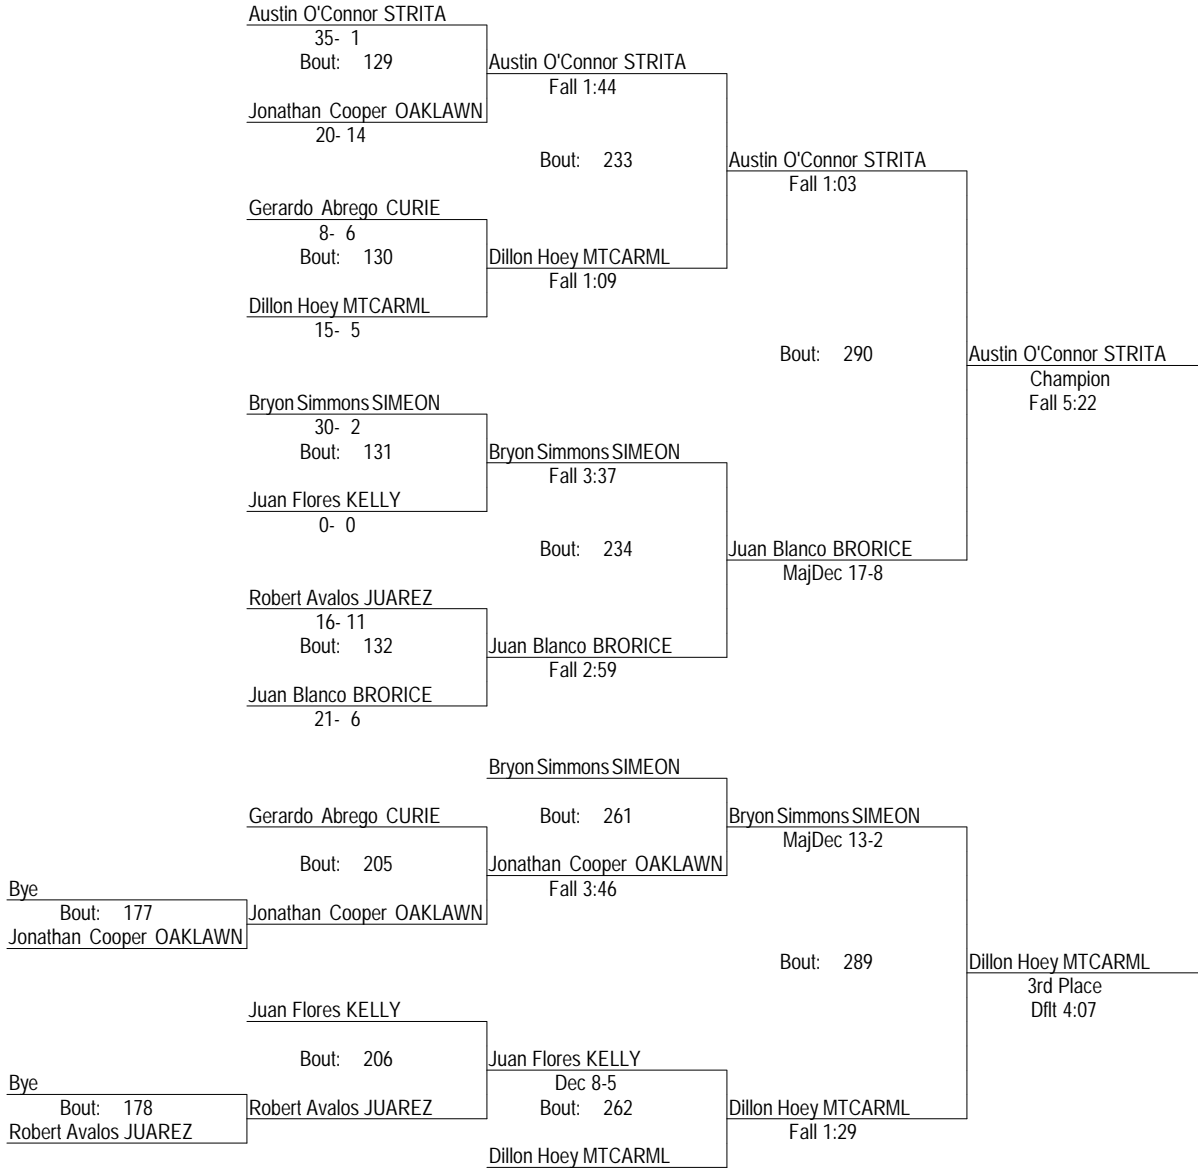 Austin O'Connor STRITA
35- 1
Bout: 129
Austin O'Connor STRITA
Fall 1:44
Jonathan Cooper OAKLAWN
20- 14
Bout: 233
Austin O'Connor STRITA
Fall 1:03
Gerardo Abrego CURIE
8- 6
Bout: 130
Dillon Hoey MTCARML
Fall 1:09
Dillon Hoey MTCARML
15- 5
Bout: 290
Austin O'Connor STRITA
Champion
Fall 5:22
Bryon Simmons SIMEON
30- 2
Bout: 131
Bryon Simmons SIMEON
Fall 3:37
Juan Flores KELLY
0- 0
Bout: 234
Juan Blanco BRORICE
MajDec 17-8
Robert Avalos JUAREZ
16- 11
Bout: 132
Juan Blanco BRORICE
Fall 2:59
Juan Blanco BRORICE
21- 6
Bryon Simmons SIMEON
Gerardo Abrego CURIE
Bout: 261
Bryon Simmons SIMEON
MajDec 13-2
Bout: 205
Jonathan Cooper OAKLAWN
Fall 3:46
Bye
Bout: 177
Jonathan Cooper OAKLAWN
Jonathan Cooper OAKLAWN
Bout: 289
Dillon Hoey MTCARML
3rd Place
Dflt 4:07
Juan Flores KELLY
Bout: 206
Juan Flores KELLY
Dec 8-5
Bye
Bout: 178
Robert Avalos JUAREZ
Bout: 262
Dillon Hoey MTCARML
Fall 1:29
Robert Avalos JUAREZ
Dillon Hoey MTCARML